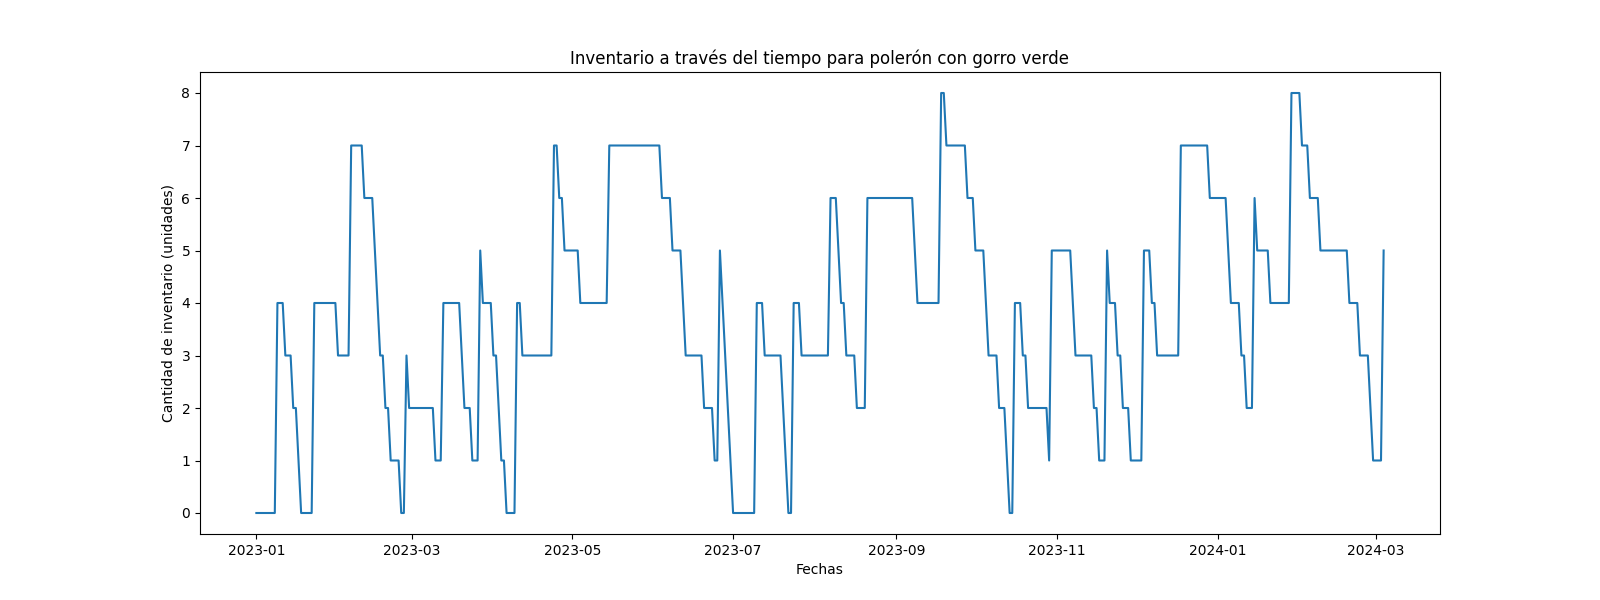 Inventario a través del tiempo para polerón con gorro verde
Cantidad de inventario (unidades)
8
7
6
5
4
3
2
1
0
2023-01 2023-03 2023-05 2023-07 2023-09 2023-11 2024-01 2024-03
Fechas